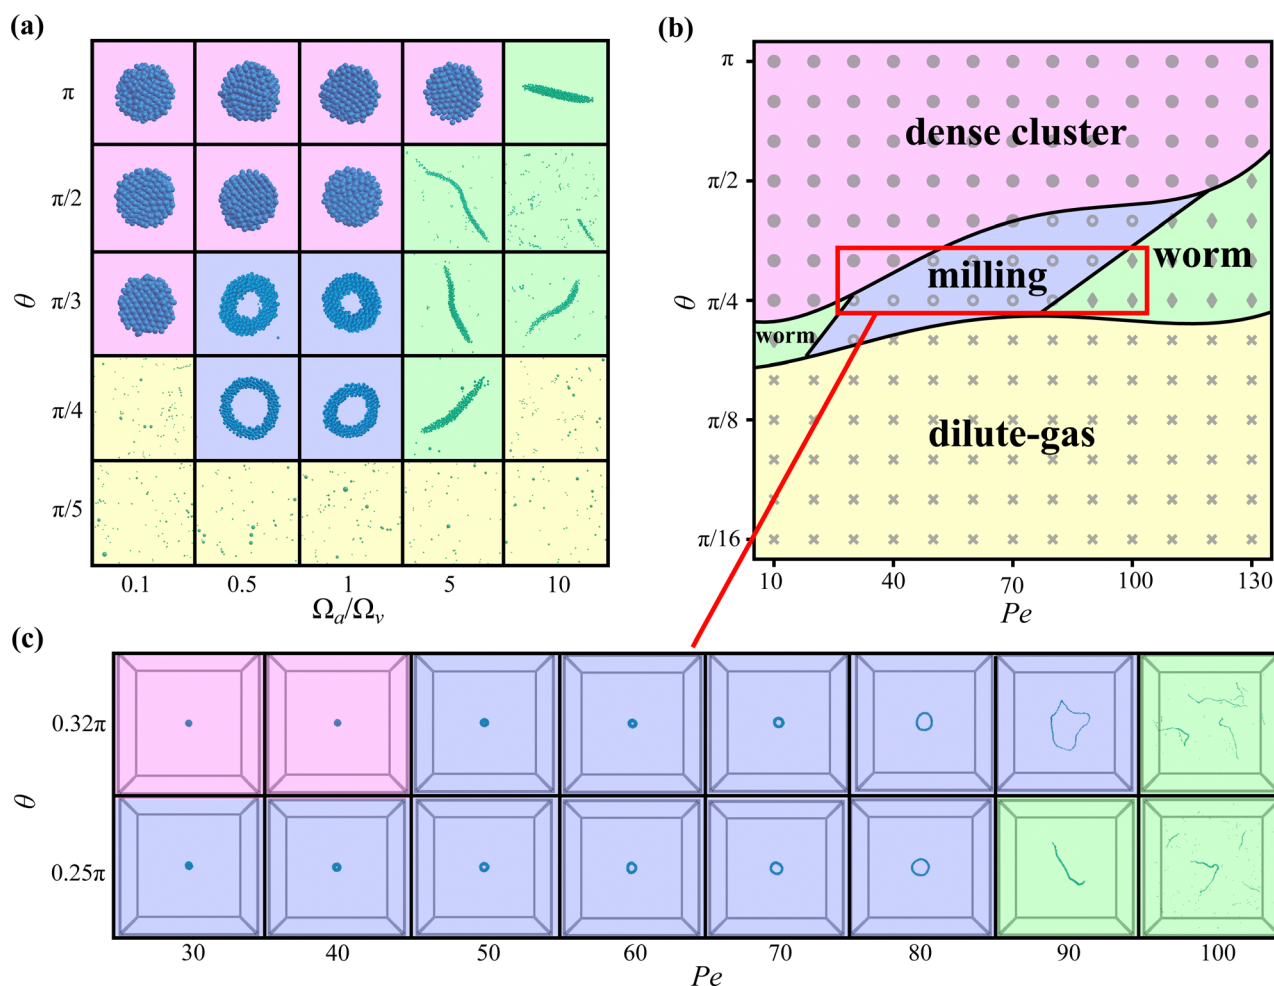 (a)
π
π/2
π/3
π/4
π/5
θ
0.1 0.5 1 5 10
Ωa/Ωv
(b)
π
π/2
π/4
π/8
π/16
θ
dense cluster
milling
worm
worm
dilute-gas
10 40 70 100 130
Pe
(c)
0.32π
0.25π
θ
30 40 50 60 70 80 90 100
Pe